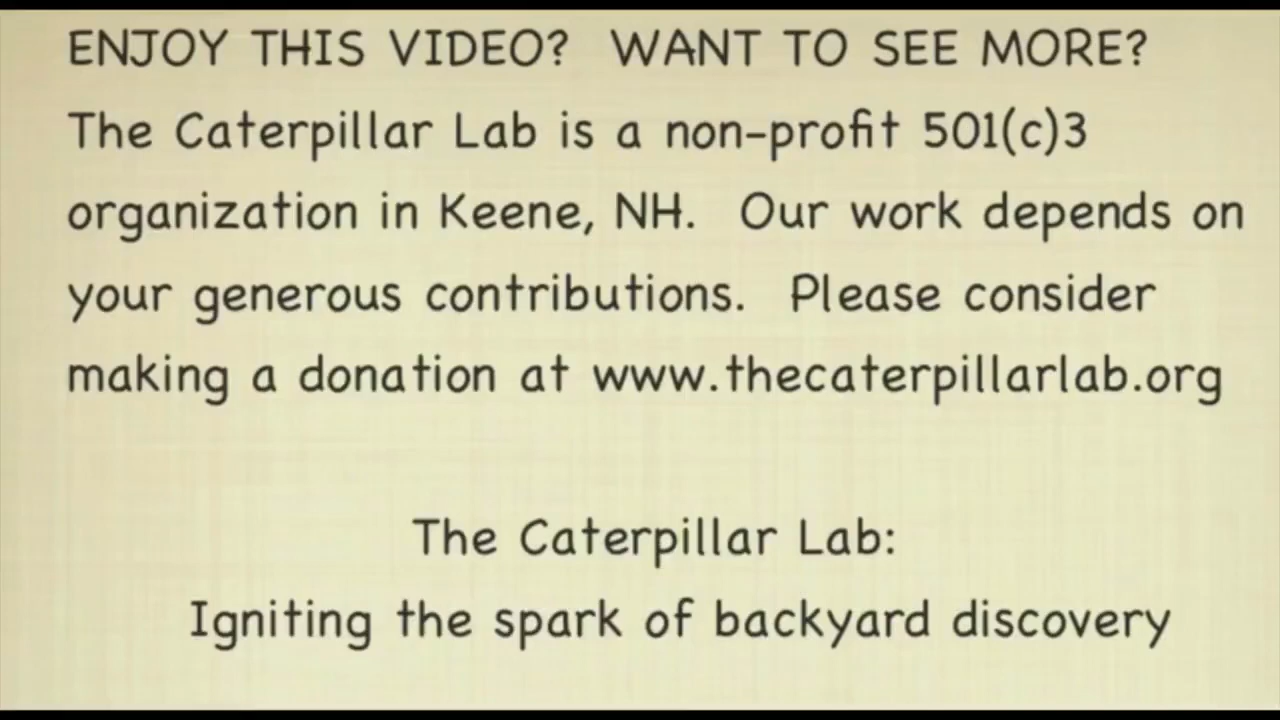 ENJOY THIS VIDEO? WANT TO SEE MORE?
The Caterpillar Lab is a non-profit 501(c)3
organization in Keene, NH. Our work depends on
your generous contributions. Please consider
making a donation at www.thecaterpillarlab.org
The Caterpillar Lab:
Igniting the spark of backyard discovery